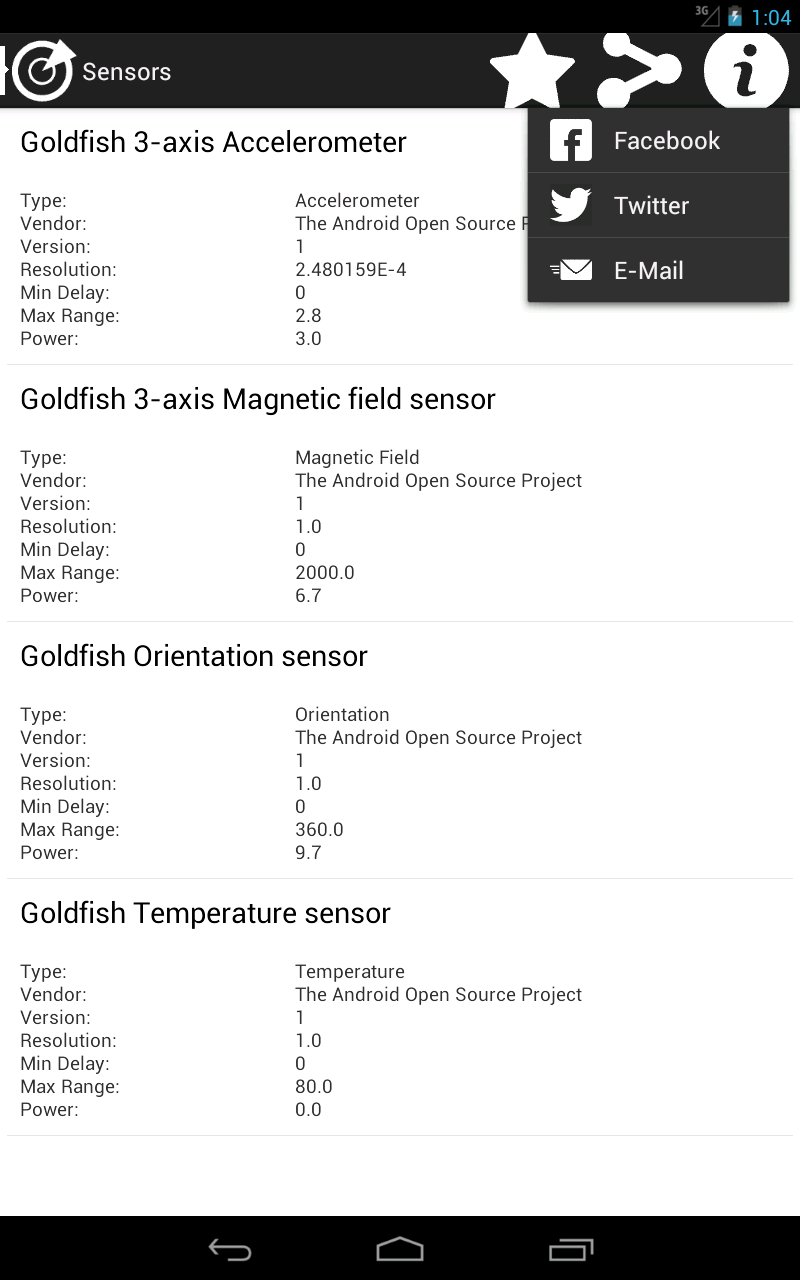 3G 1:04
Sensors
Facebook
Twitter
E-Mail
Goldfish 3-axis Accelerometer
Type: Accelerometer
Vendor: The Android Open Source
Version: 1
Resolution: 2.480159E-4
Min Delay: 0
Max Range: 2.8
Power: 3.0
Goldfish 3-axis Magnetic field sensor
Type: Magnetic Field
Vendor: The Android Open Source Project
Version: 1
Resolution: 1.0
Min Delay: 0
Max Range: 2000.0
Power: 6.7
Goldfish Orientation sensor
Type: Orientation
Vendor: The Android Open Source Project
Version: 1
Resolution: 1.0
Min Delay: 0
Max Range: 360.0
Power: 9.7
Goldfish Temperature sensor
Type: Temperature
Vendor: The Android Open Source Project
Version: 1
Resolution: 1.0
Min Delay: 0
Max Range: 80.0
Power: 0.0